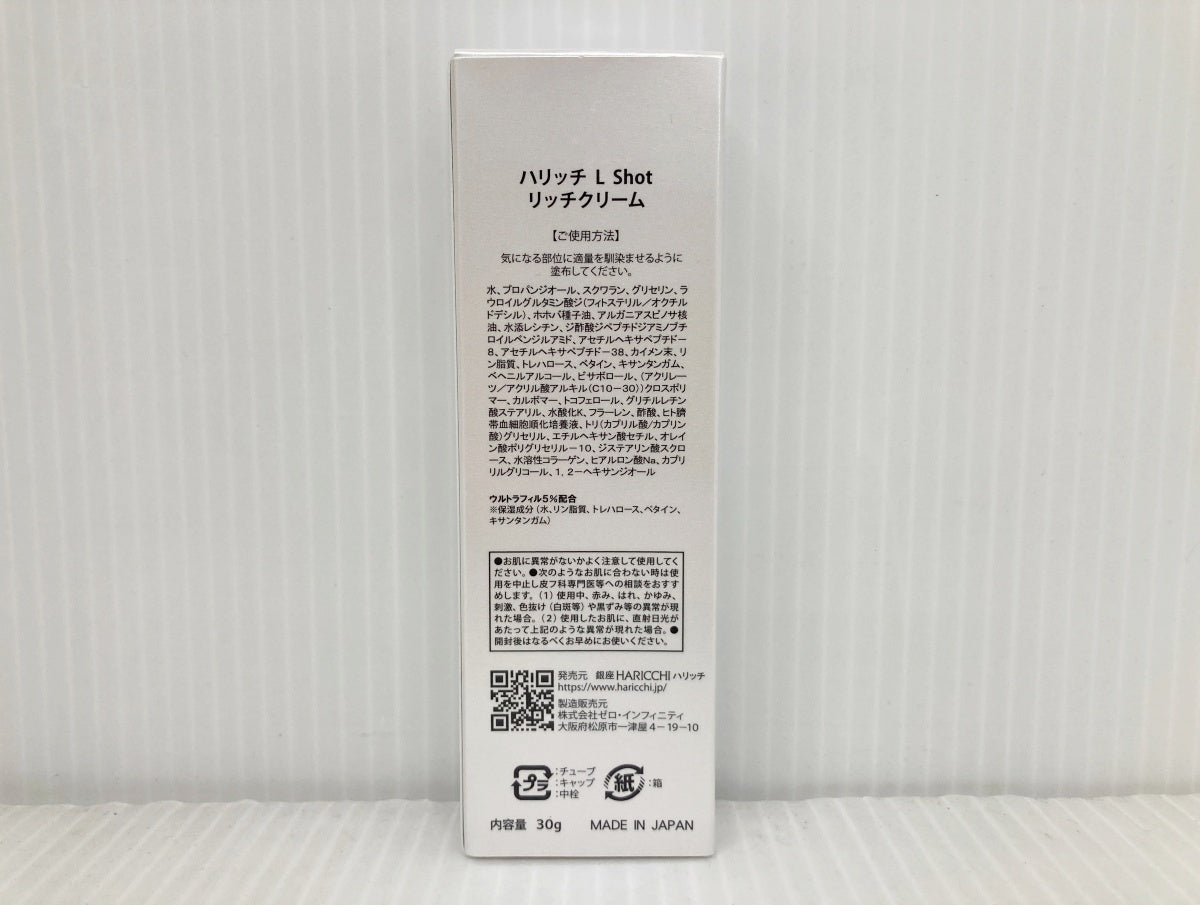 ハリッチ L Shot
リッチクリーム
【ご使用方法】
気になる部位に適量を馴染ませるように
塗布してください。
水、プロパンジオール、スクワラン、グリセリン、ラ
ウロイルグルタミン酸ジ(フィトステリル/オクチル
ドデシル)、ホホバ種子油、アルガニアスピノサ核
油、水添レシチン、ジ酢酸ジペプチドジアミノブチ
ロイルベンジルアミド、アセチルヘキサペプチド-
8、アセチルヘキサペプチド-38、カイメン末、リ
ン脂質、トレハロース、ベタイン、キサンタンガム、
ベヘニルアルコール、ビサボロール、(アクリレー
ツ/アクリル酸アルキル(C10-30))クロスポリ
マー、カルボマー、トコフェロール、グリチルレチン
酸ステアリル、水酸化K、フラーレン、酢酸、ヒト臍
帯血細胞順化培養液、トリ(カプリル酸/カプリン
酸)グリセリル、エチルヘキサン酸セチル、オレイ
ン酸ポリグリセリル-10、ジステアリン酸スクロ
ース、水溶性コラーゲン、ヒアルロン酸Na、カプリ
リルグリコール、1,2-ヘキサンジオール
ウルトラフィル5%配合
※保湿成分(水、リン脂質、トレハロース、ベタイン、
キサンタンガム)
●お肌に異常がないかよく注意して使用してく
ださい。●次のようなお肌に合わない時は使
用を中止し皮フ科専門医等への相談をおすす
めします。(1)使用中、赤み、はれ、かゆみ、
刺激、色抜け(白斑等)や黒ずみ等の異常が現
れた場合。(2)使用したお肌に、直射日光が
あたって上記のような異常が現れた場合。●
開封後はなるべくお早めにお使いください。
発売元 銀座HARICCHIハリッチ
https://www.haricchi.jp/
製造販売元
株式会社ゼロ・インフィニティ
大阪府松原市一津屋4-19-10
プラ :チューブ
:キャップ
:中栓
紙 :箱
内容量 30g MADE IN JAPAN